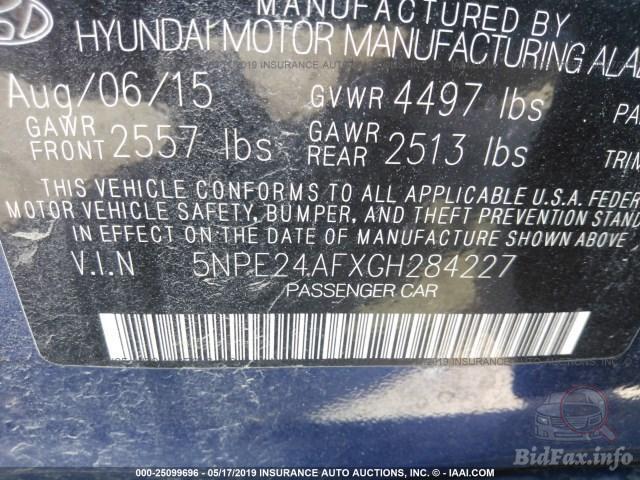 MANUFACTURED BY
HYUNDAI MOTOR MANUFACTURING ALA
Aug/06/15 GVWR 4497 lbs PA
GAWR FRONT 2557 lbs GAWR REAR 2513 lbs TRIM
THIS VEHICLE CONFORMS TO ALL APPLICABLE U.S.A. FEDER
MOTOR VEHICLE SAFETY, BUMPER, AND THEFT PREVENTION STAND
IN EFFECT ON THE DATE OF MANUFACTURE SHOWN ABOVE
V.I.N 5NPE24AFXGH284227
PASSENGER CAR
BidFax.info
000-25099696 - 05/17/2019 INSURANCE AUTO AUCTIONS, INC. - IAAI.COM